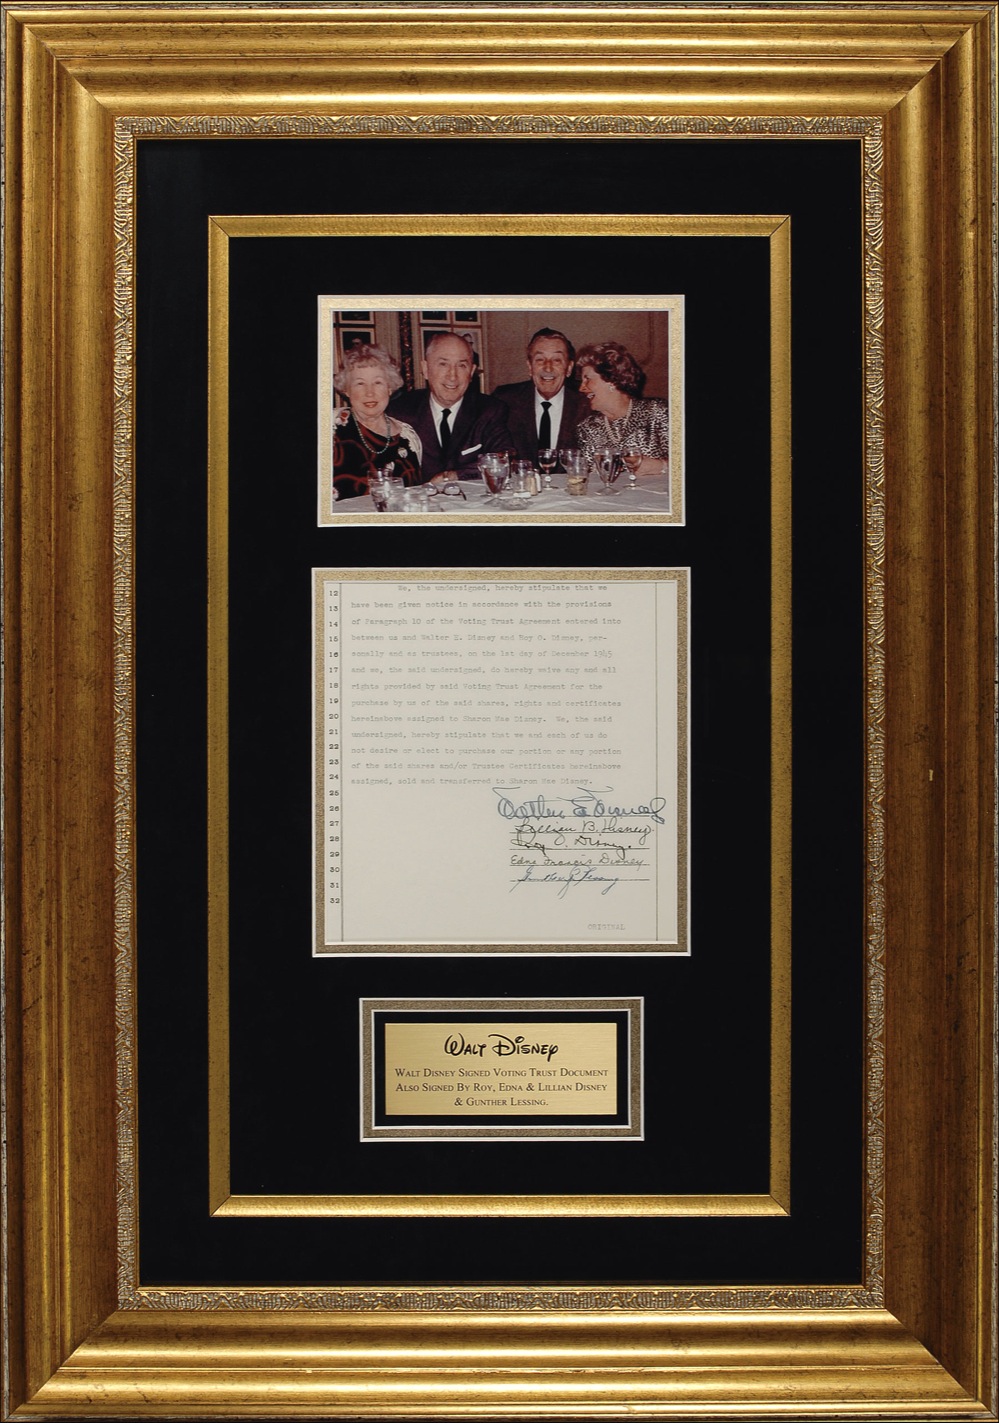 12 We, the undersigned, hereby stipulate that we
13 have been given notice in accordance with the provisions
14 of Paragraph 10 of the Voting Trust Agreement entered into
15 between us and Walter E. Disney and Roy O. Disney, per-
16 sonally and as trustees, on the 1st day of December 1945
17 and we, the said undersigned, do hereby waive any and all
18 rights provided by said Voting Trust Agreement for the
19 purchase by us of the said shares, rights and certificates
20 hereinabove assigned to Sharon Mae Disney. We, the said
21 undersigned, hereby stipulate that we and each of us do
22 not desire or elect to purchase our portion or any portion
23 of the said shares and/or Trustee Certificates hereinabove
24 assigned, sold and transferred to Sharon Mae Disney.
25
26 Walter E Disney
27 Lillian B. Disney
28 Roy O. Disney
29 Edna Francis Disney
30 Gunther Lessing
31
32
ORIGINAL
WALT DISNEY
WALT DISNEY SIGNED VOTING TRUST DOCUMENT
ALSO SIGNED BY ROY, EDNA & LILLIAN DISNEY
& GUNTHER LESSING.